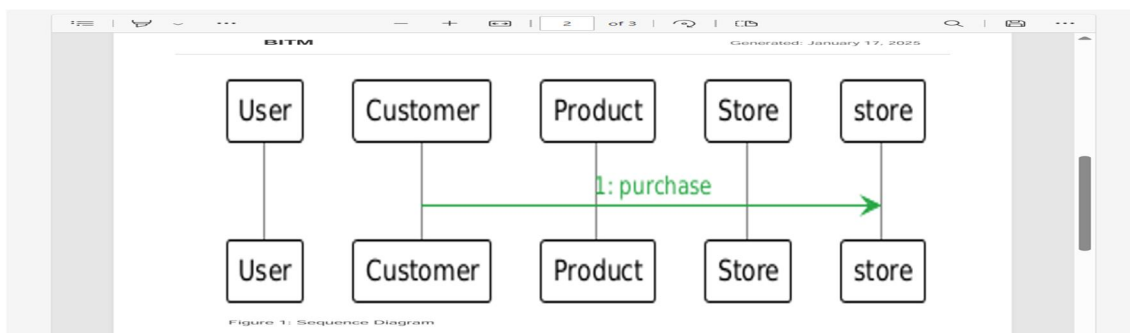 2 of 3
BITM Generated: January 17, 2025
User Customer Product Store store
1: purchase
User Customer Product Store store
Figure 1: Sequence Diagram